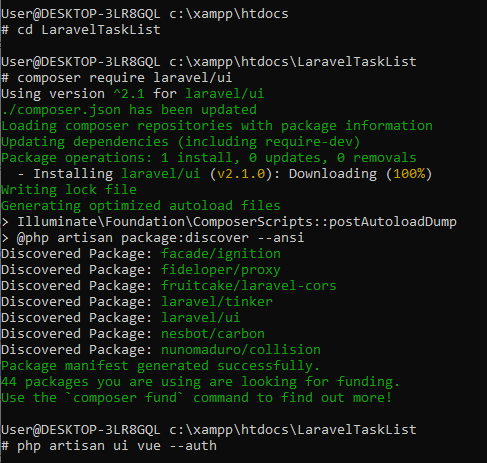 User@DESKTOP-3LR8GQL c:\xampp\htdocs
# cd LaravelTaskList
User@DESKTOP-3LR8GQL c:\xampp\htdocs\LaravelTaskList
# composer require laravel/ui
Using version ^2.1 for laravel/ui
./composer.json has been updated
Loading composer repositories with package information
Updating dependencies (including require-dev)
Package operations: 1 install, 0 updates, 0 removals
  - Installing laravel/ui (v2.1.0): Downloading (100%)
Writing lock file
Generating optimized autoload files
> Illuminate\Foundation\ComposerScripts::postAutoloadDump
> @php artisan package:discover --ansi
Discovered Package: facade/ignition
Discovered Package: fideloper/proxy
Discovered Package: fruitcake/laravel-cors
Discovered Package: laravel/tinker
Discovered Package: laravel/ui
Discovered Package: nesbot/carbon
Discovered Package: nunomaduro/collision
Package manifest generated successfully.
44 packages you are using are looking for funding.
Use the `composer fund` command to find out more!
User@DESKTOP-3LR8GQL c:\xampp\htdocs\LaravelTaskList
# php artisan ui vue --auth